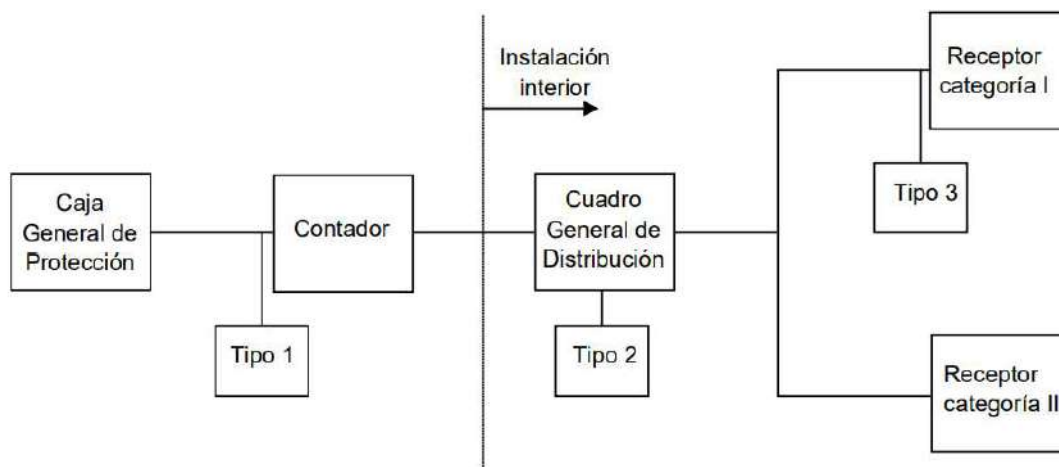 Instalación
interior
Receptor
categoría I
Caja
General de
Protección
Contador
Cuadro
General de
Distribución
Tipo 3
Tipo 1
Tipo 2
Receptor
categoría II